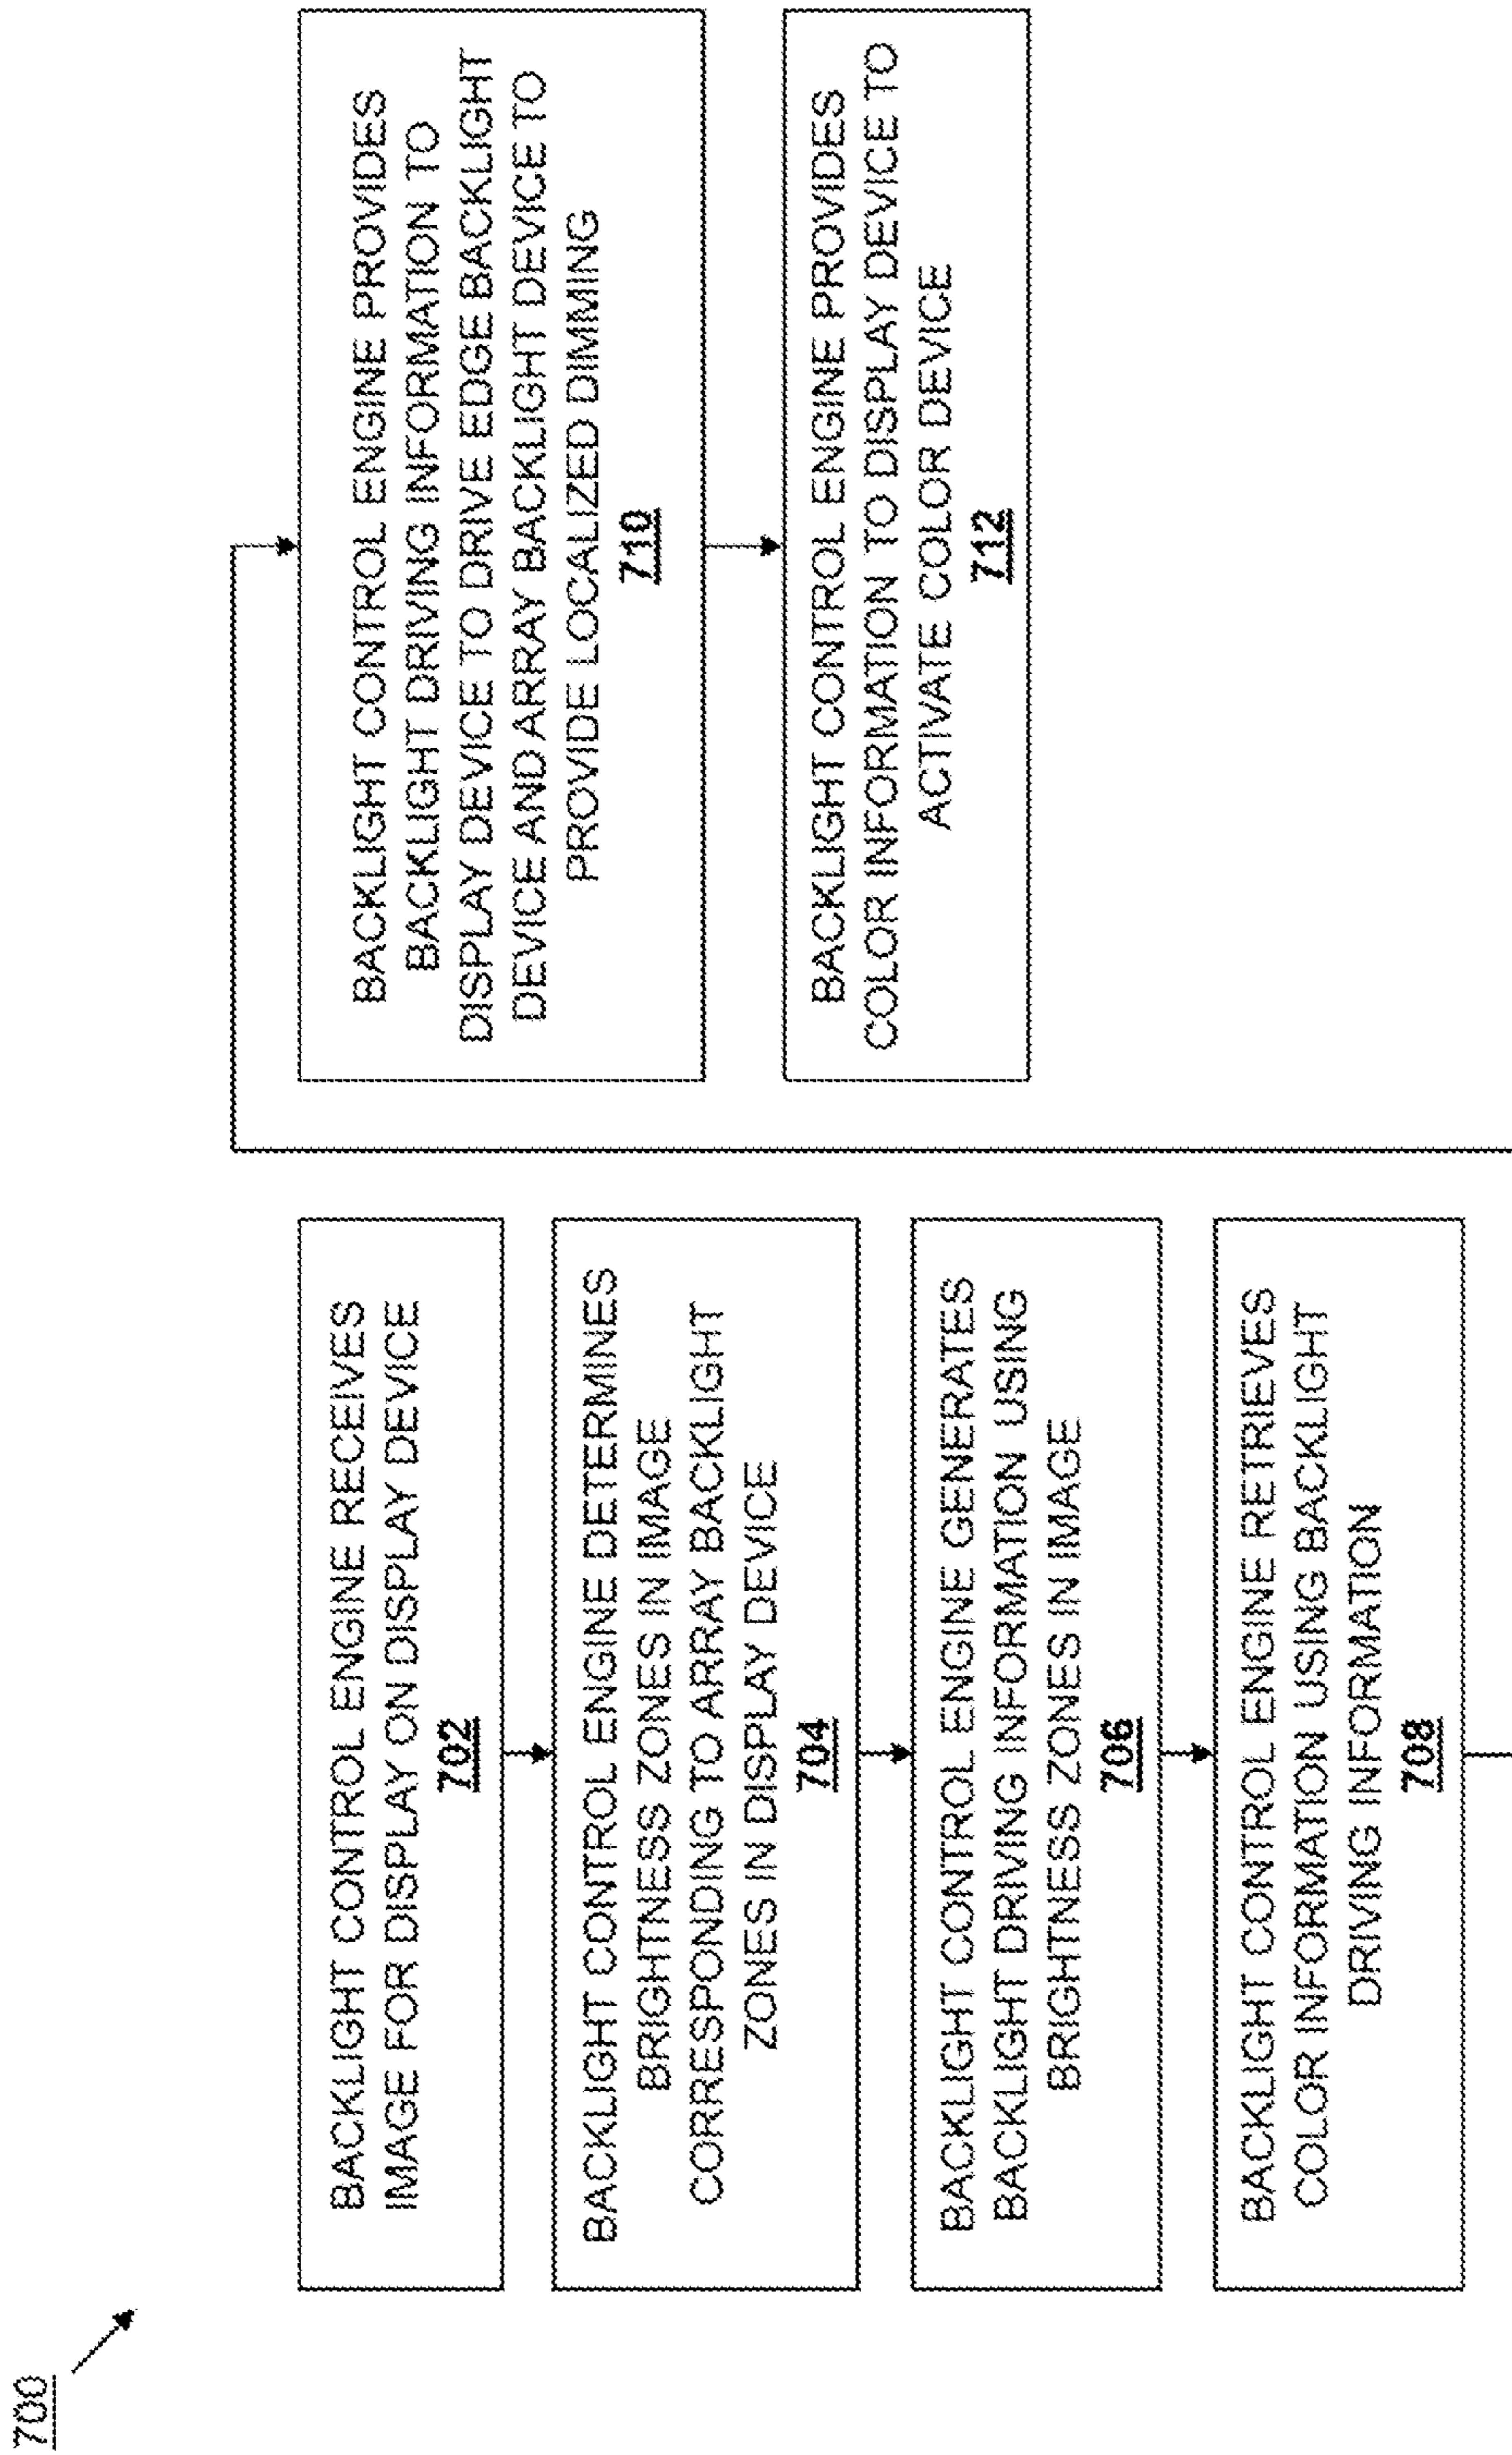 700
BACKLIGHT CONTROL ENGINE RECEIVES
IMAGE FOR DISPLAY ON DISPLAY DEVICE
702
BACKLIGHT CONTROL ENGINE DETERMINES
BRIGHTNESS ZONES IN IMAGE
CORRESPONDING TO ARRAY BACKLIGHT
ZONES IN DISPLAY DEVICE
704
BACKLIGHT CONTROL ENGINE GENERATES
BACKLIGHT DRIVING INFORMATION USING
BRIGHTNESS ZONES IN IMAGE
706
BACKLIGHT CONTROL ENGINE RETRIEVES
COLOR INFORMATION USING BACKLIGHT
DRIVING INFORMATION
708
BACKLIGHT CONTROL ENGINE PROVIDES
BACKLIGHT DRIVING INFORMATION TO
DISPLAY DEVICE TO DRIVE EDGE BACKLIGHT
DEVICE AND ARRAY BACKLIGHT DEVICE TO
PROVIDE LOCALIZED DIMMING
710
BACKLIGHT CONTROL ENGINE PROVIDES
COLOR INFORMATION TO DISPLAY DEVICE TO
ACTIVATE COLOR DEVICE
712